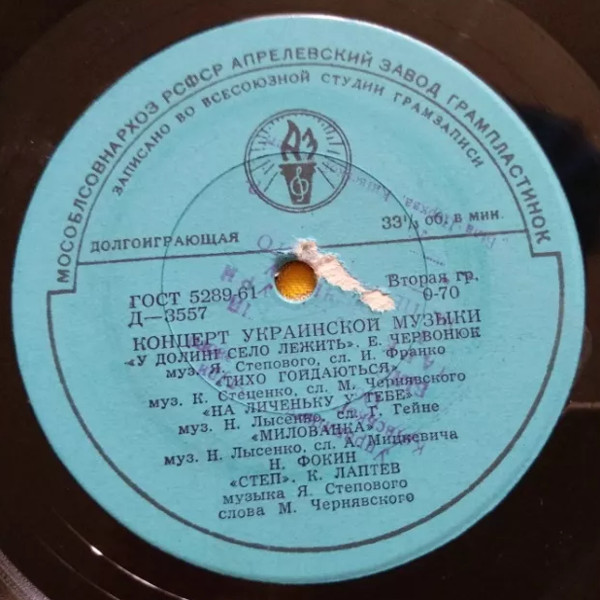 МОСОБЛСОВНАРХОЗ РСФСР АПРЕЛЕВСКИЙ ЗАВОД ГРАМПЛАСТИНОК
ЗАПИСАНО ВО ВСЕСОЮЗНОЙ СТУДИИ ГРАМЗАПИСИ
АЗ
ДОЛГОИГРАЮЩАЯ
33⅓ об. в мин.
ГОСТ 5289-61
Вторая гр.
Д—3557
0-70
КОНЦЕРТ УКРАИНСКОЙ МУЗЫКИ
«У ДОЛИНІ СЕЛО ЛЕЖИТЬ». Е. ЧЕРВОНЮК
муз. Я. Степового, сл. И. Франко
«ТИХО ГОЙДАЮТЬСЯ»
муз. К. Стеценко, сл. М. Чернявского
«НА ЛИЧЕНЬКУ У ТЕБЕ»
муз. Н. Лысенко, сл. Г. Гейне
«МИЛОВАНКА»
муз. Н. Лысенко, сл. А. Мицкевича
Н. ФОКИН
«СТЕП». К. ЛАПТЕВ
музыка Я. Степового
слова М. Чернявского